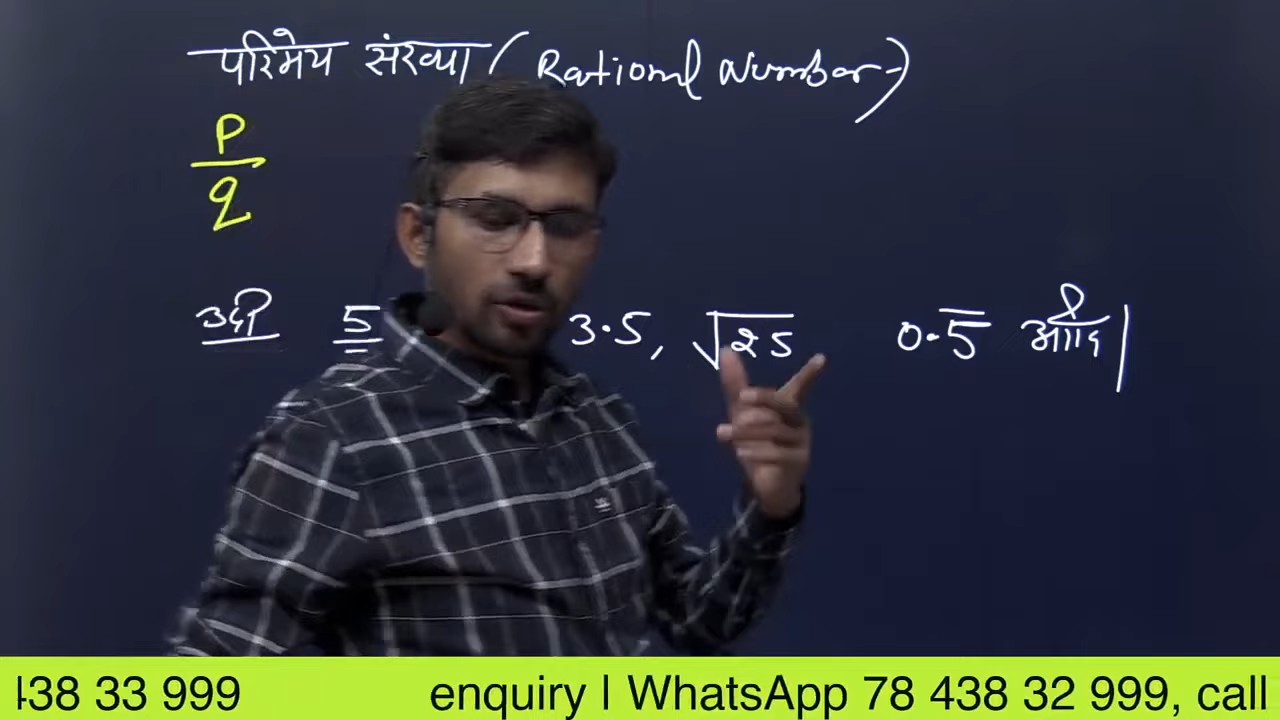 परिमेय संख्या ( Rational Number )
P
q
5 3.5, √25 0.5̅ आदि |
438 33 999 enquiry I WhatsApp 78 438 32 999, call